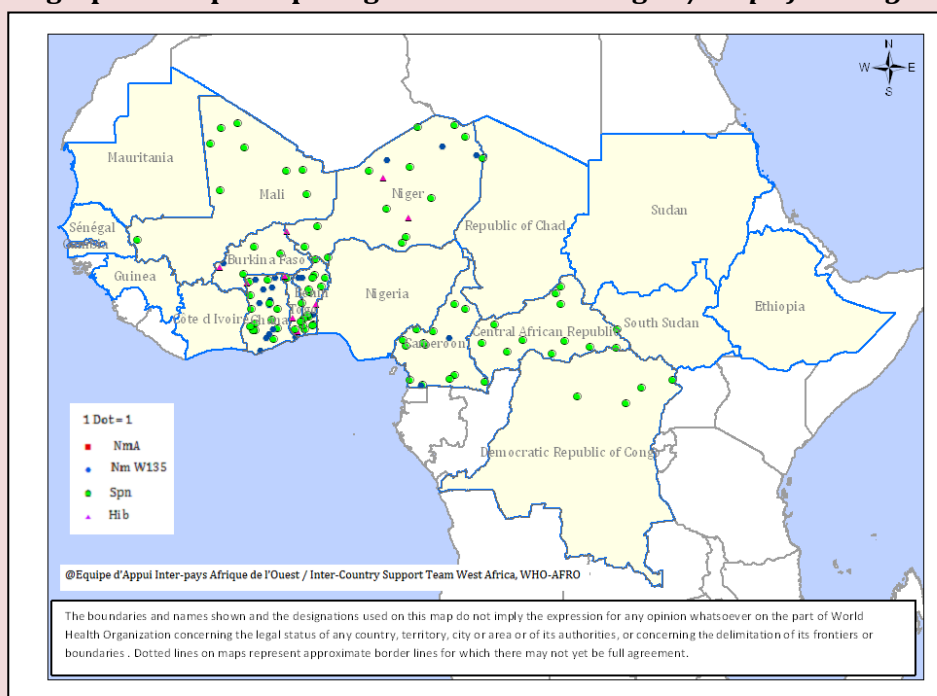 N
W E
S
Mauritania
Mali
Niger
Sudan
Republic of Chad
Sénégal
Gambia
Burkina Faso
Guinea
Nigeria
Benin
Togo
Ethiopia
Côte d Ivoire
Ghana
South Sudan
Central African Republic
Cameroon
Democratic Republic of Congo
1 Dot = 1
NmA
Nm W135
Spn
Hib
@Equipe d'Appui Inter-pays Afrique de l'Ouest / Inter-Country Support Team West Africa, WHO-AFRO
The boundaries and names shown and the designations used on this map do not imply the expression for any opinion whatsoever on the part of World
Health Organization concerning the legal status of any country, territory, city or area or of its authorities, or concerning the delimitation of its frontiers or
boundaries . Dotted lines on maps represent approximate border lines for which there may not yet be full agreement.